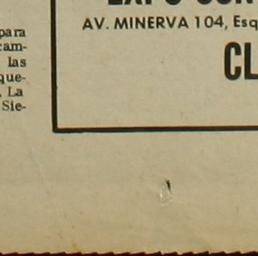 para
cam-
las
que-
. La
Sie-
AV. MINERVA 104, Esq
CL